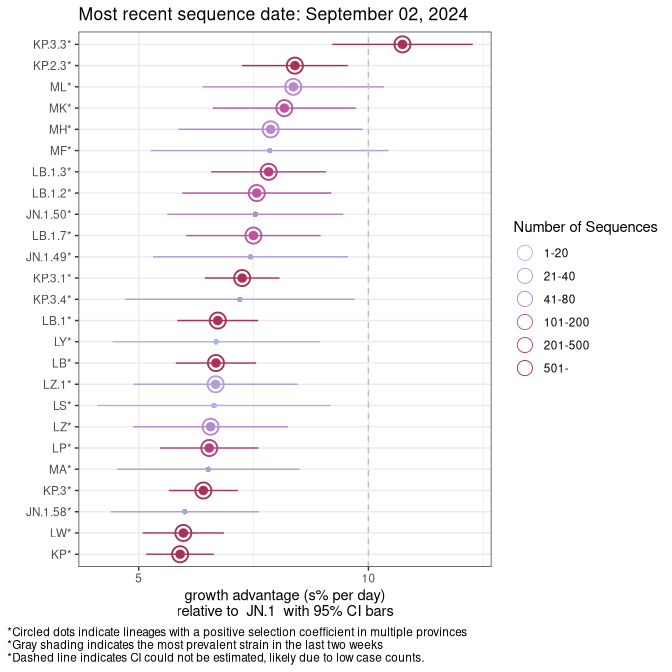 Most recent sequence date: September 02, 2024
KP.3.3*
KP.2.3*
ML*
MK*
MH*
MF*
LB.1.3*
LB.1.2*
JN.1.50*
LB.1.7*
JN.1.49*
KP.3.1*
KP.3.4*
LB.1*
LY*
LB*
LZ.1*
LS*
LZ*
LP*
MA*
KP.3*
JN.1.58*
LW*
KP*
5
10
growth advantage (s% per day)
relative to JN.1 with 95% CI bars
Number of Sequences
1-20
21-40
41-80
101-200
201-500
501-
*Circled dots indicate lineages with a positive selection coefficient in multiple provinces
*Gray shading indicates the most prevalent strain in the last two weeks
*Dashed line indicates CI could not be estimated, likely due to low case counts.